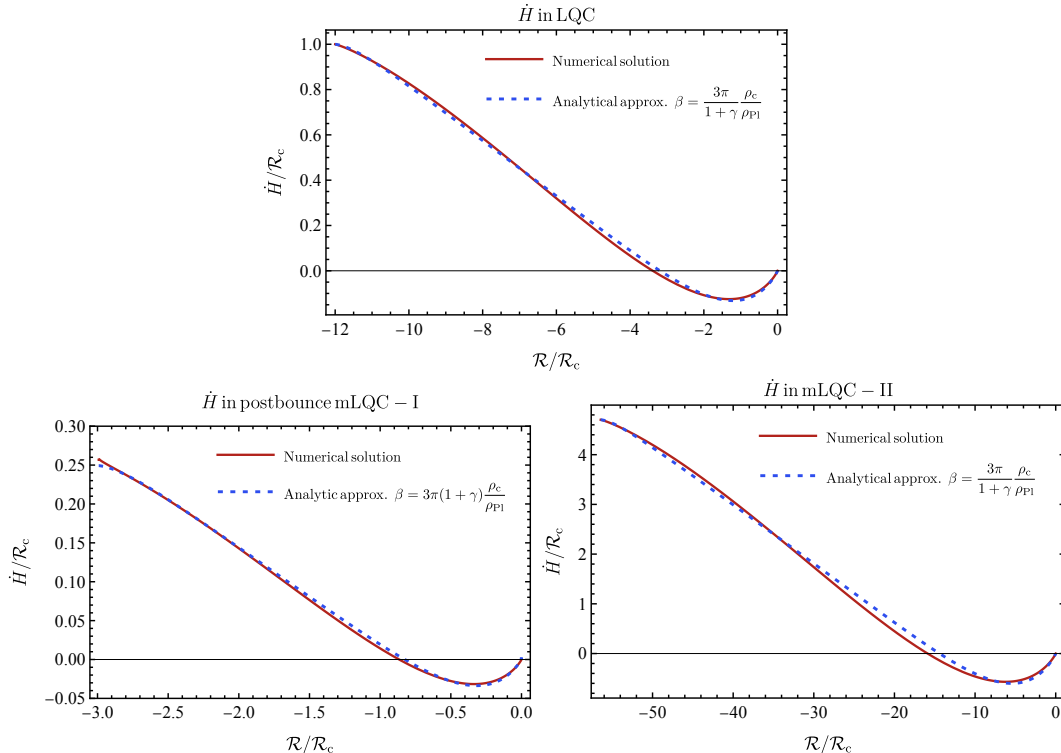 Ḣ in LQC
1.0
0.8
0.6
0.4
0.2
0.0
Ḣ/ℛc
Numerical solution
Analytical approx. β = 3π/(1 + γ) ρc/ρPl
−12 −10 −8 −6 −4 −2 0
ℛ/ℛc
Ḣ in postbounce mLQC − I
0.30
0.25
0.20
0.15
0.10
0.05
0.00
−0.05
Ḣ/ℛc
Numerical solution
Analytic approx. β = 3π(1 + γ) ρc/ρPl
−3.0 −2.5 −2.0 −1.5 −1.0 −0.5 0.0
ℛ/ℛc
Ḣ in mLQC − II
4
3
2
1
0
Ḣ/ℛc
Numerical solution
Analytical approx. β = 3π/(1 + γ) ρc/ρPl
−50 −40 −30 −20 −10 0
ℛ/ℛc